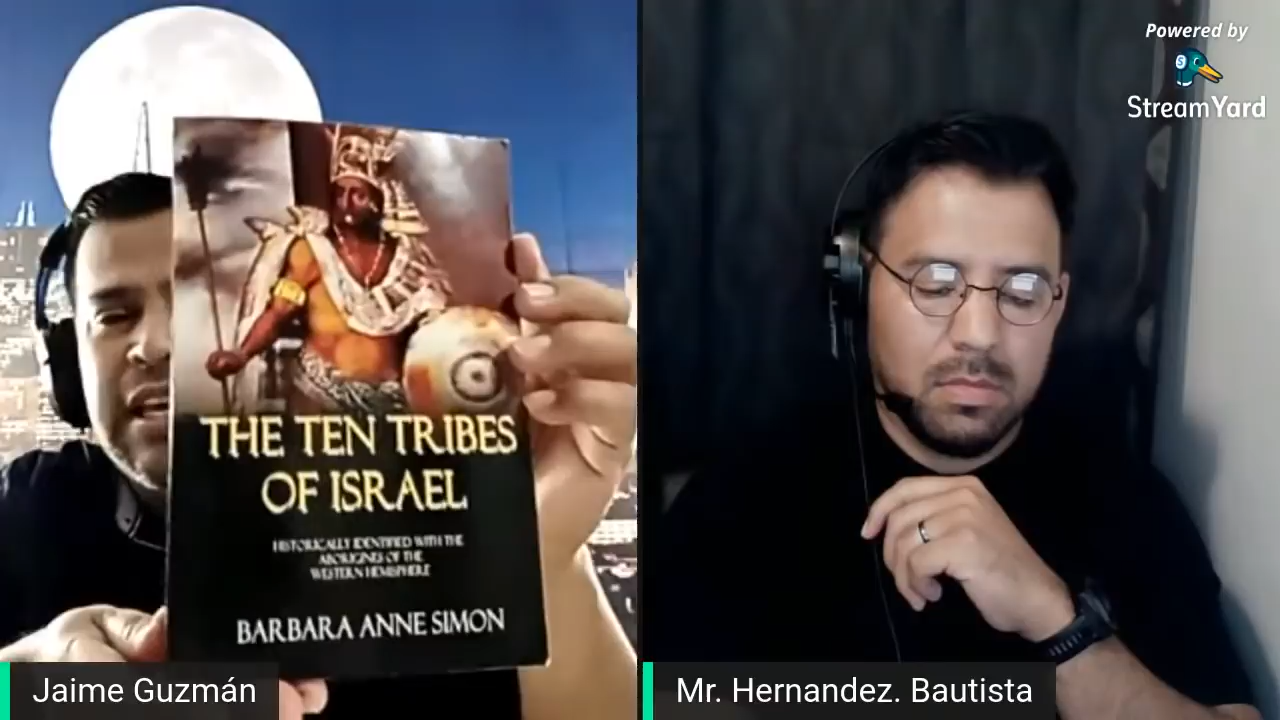 Powered by
StreamYard
THE TEN TRIBES
OF ISRAEL
HISTORICALLY IDENTIFIED WITH THE
ABORIGINES OF THE
WESTERN HEMISPHERE
BARBARA ANNE SIMON
Jaime Guzmán
Mr. Hernandez. Bautista